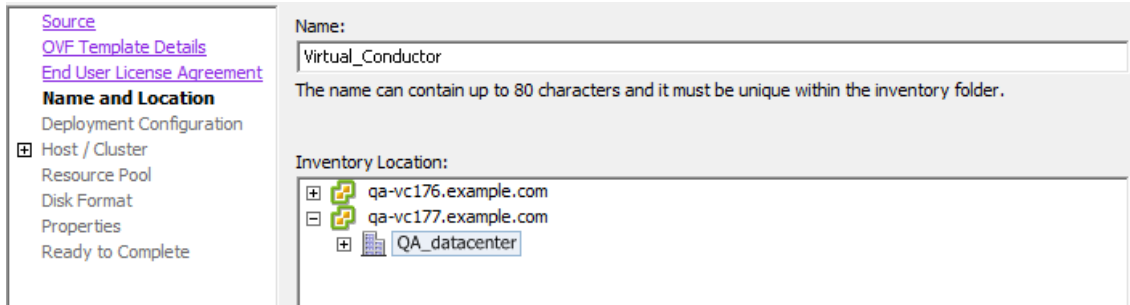 Source
OVF Template Details
End User License Agreement
Name and Location
Deployment Configuration
Host / Cluster
Resource Pool
Disk Format
Properties
Ready to Complete
Name:
Virtual_Conductor
The name can contain up to 80 characters and it must be unique within the inventory folder.
Inventory Location:
qa-vc176.example.com
qa-vc177.example.com
QA_datacenter